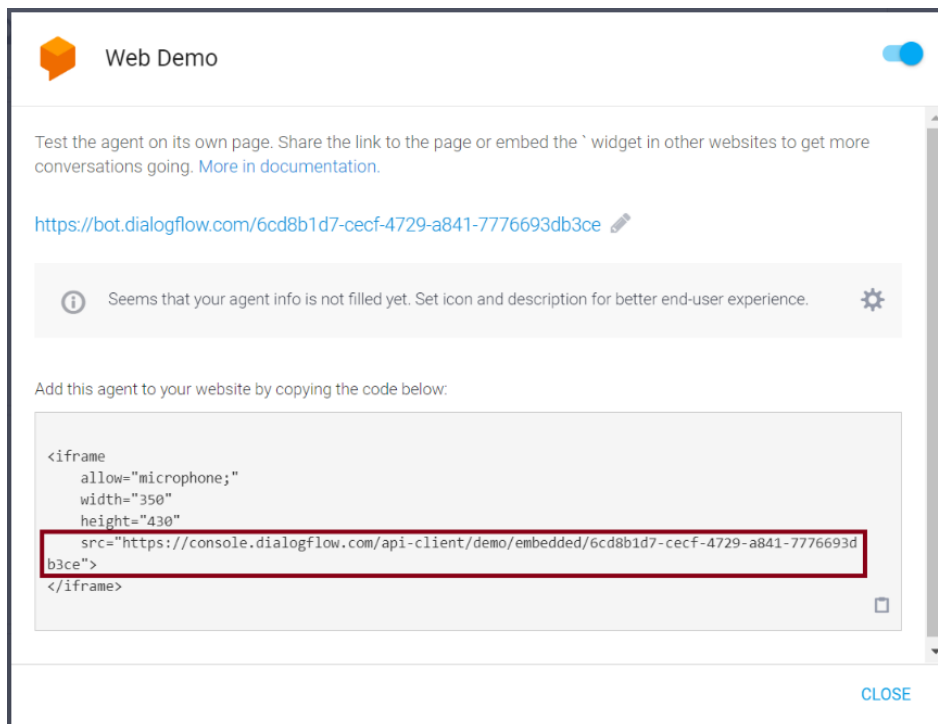 Web Demo
Test the agent on its own page. Share the link to the page or embed the ` widget in other websites to get more
conversations going. More in documentation.
https://bot.dialogflow.com/6cd8b1d7-cecf-4729-a841-7776693db3ce
Seems that your agent info is not filled yet. Set icon and description for better end-user experience.
Add this agent to your website by copying the code below:
<iframe
    allow="microphone;"
    width="350"
    height="430"
    src="https://console.dialogflow.com/api-client/demo/embedded/6cd8b1d7-cecf-4729-a841-7776693d
b3ce">
</iframe>
CLOSE